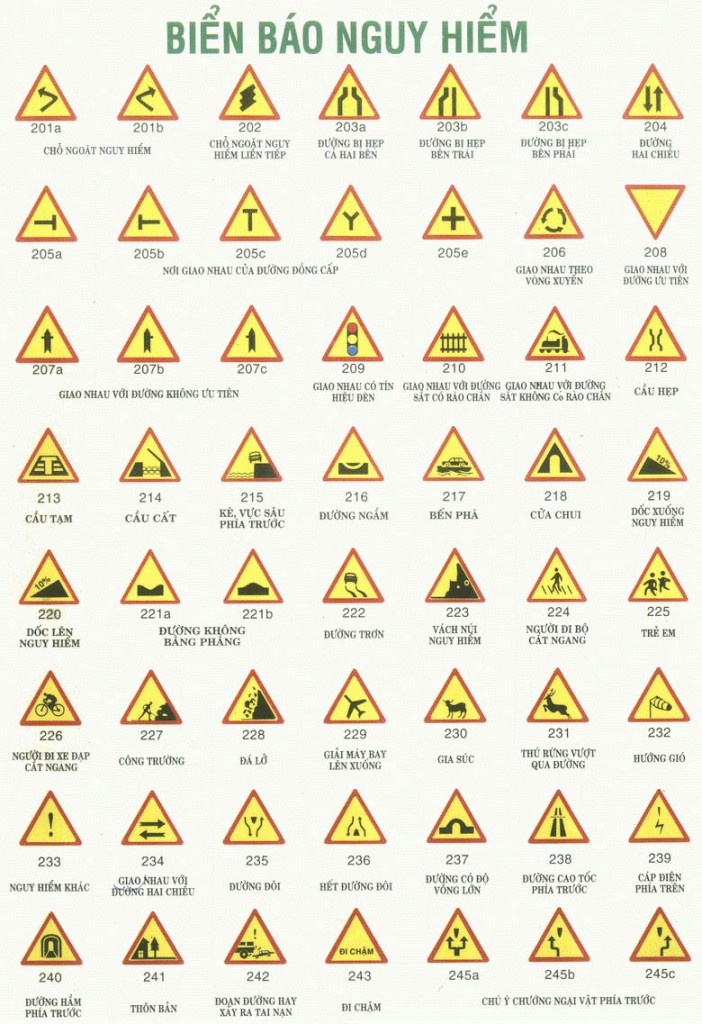 BIỂN BÁO NGUY HIỂM
201a 201b 202 203a 203b 203c 204
CHỖ NGOẶT NGUY HIỂM
CHỖ NGOẶT NGUY
HIỂM LIÊN TIẾP
ĐƯỜNG BỊ HẸP
CẢ HAI BÊN
ĐƯỜNG BỊ HẸP
BÊN TRÁI
ĐƯỜNG BỊ HẸP
BÊN PHẢI
ĐƯỜNG
HAI CHIỀU
205a 205b 205c 205d 205e 206 208
NƠI GIAO NHAU CỦA ĐƯỜNG ĐỒNG CẤP
GIAO NHAU THEO
VÒNG XUYẾN
GIAO NHAU VỚI
ĐƯỜNG ƯU TIÊN
207a 207b 207c 209 210 211 212
GIAO NHAU VỚI ĐƯỜNG KHÔNG ƯU TIÊN
GIAO NHAU CÓ TÍN
HIỆU ĐÈN
GIAO NHAU VỚI ĐƯỜNG
SẮT CÓ RÀO CHẮN
GIAO NHAU VỚI ĐƯỜNG
SẮT KHÔNG Có RÀO CHẮN
CẦU HẸP
213 214 215 216 217 218 219
CẦU TẠM
CẦU CẤT
KÈ, VỰC SÂU
PHÍA TRƯỚC
ĐƯỜNG NGẦM
BẾN PHÀ
CỬA CHUI
10%
DỐC XUỐNG
NGUY HIỂM
10%
220 221a 221b 222 223 224 225
DỐC LÊN
NGUY HIỂM
ĐƯỜNG KHÔNG
BẰNG PHẲNG
ĐƯỜNG TRƠN
VÁCH NÚI
NGUY HIỂM
NGƯỜI ĐI BỘ
CẮT NGANG
TRẺ EM
226 227 228 229 230 231 232
NGƯỜI ĐI XE ĐẠP
CẮT NGANG
CÔNG TRƯỜNG
ĐÁ LỞ
GIẢI MÁY BAY
LÊN XUỐNG
GIA SÚC
THÚ RỪNG VƯỢT
QUA ĐƯỜNG
HƯỚNG GIÓ
233 234 235 236 237 238 239
NGUY HIỂM KHÁC
GIAO NHAU VỚI
ĐƯỜNG HAI CHIỀU
ĐƯỜNG ĐÔI
HẾT ĐƯỜNG ĐÔI
ĐƯỜNG CÓ ĐỘ
VỒNG LỚN
ĐƯỜNG CAO TỐC
PHÍA TRƯỚC
CÁP ĐIỆN
PHÍA TRÊN
ĐI CHẬM
240 241 242 243 245a 245b 245c
ĐƯỜNG HẦM
PHÍA TRƯỚC
THÔN BẢN
ĐOẠN ĐƯỜNG HAY
XẢY RA TAI NẠN
ĐI CHẬM
CHÚ Ý CHƯỚNG NGẠI VẬT PHÍA TRƯỚC